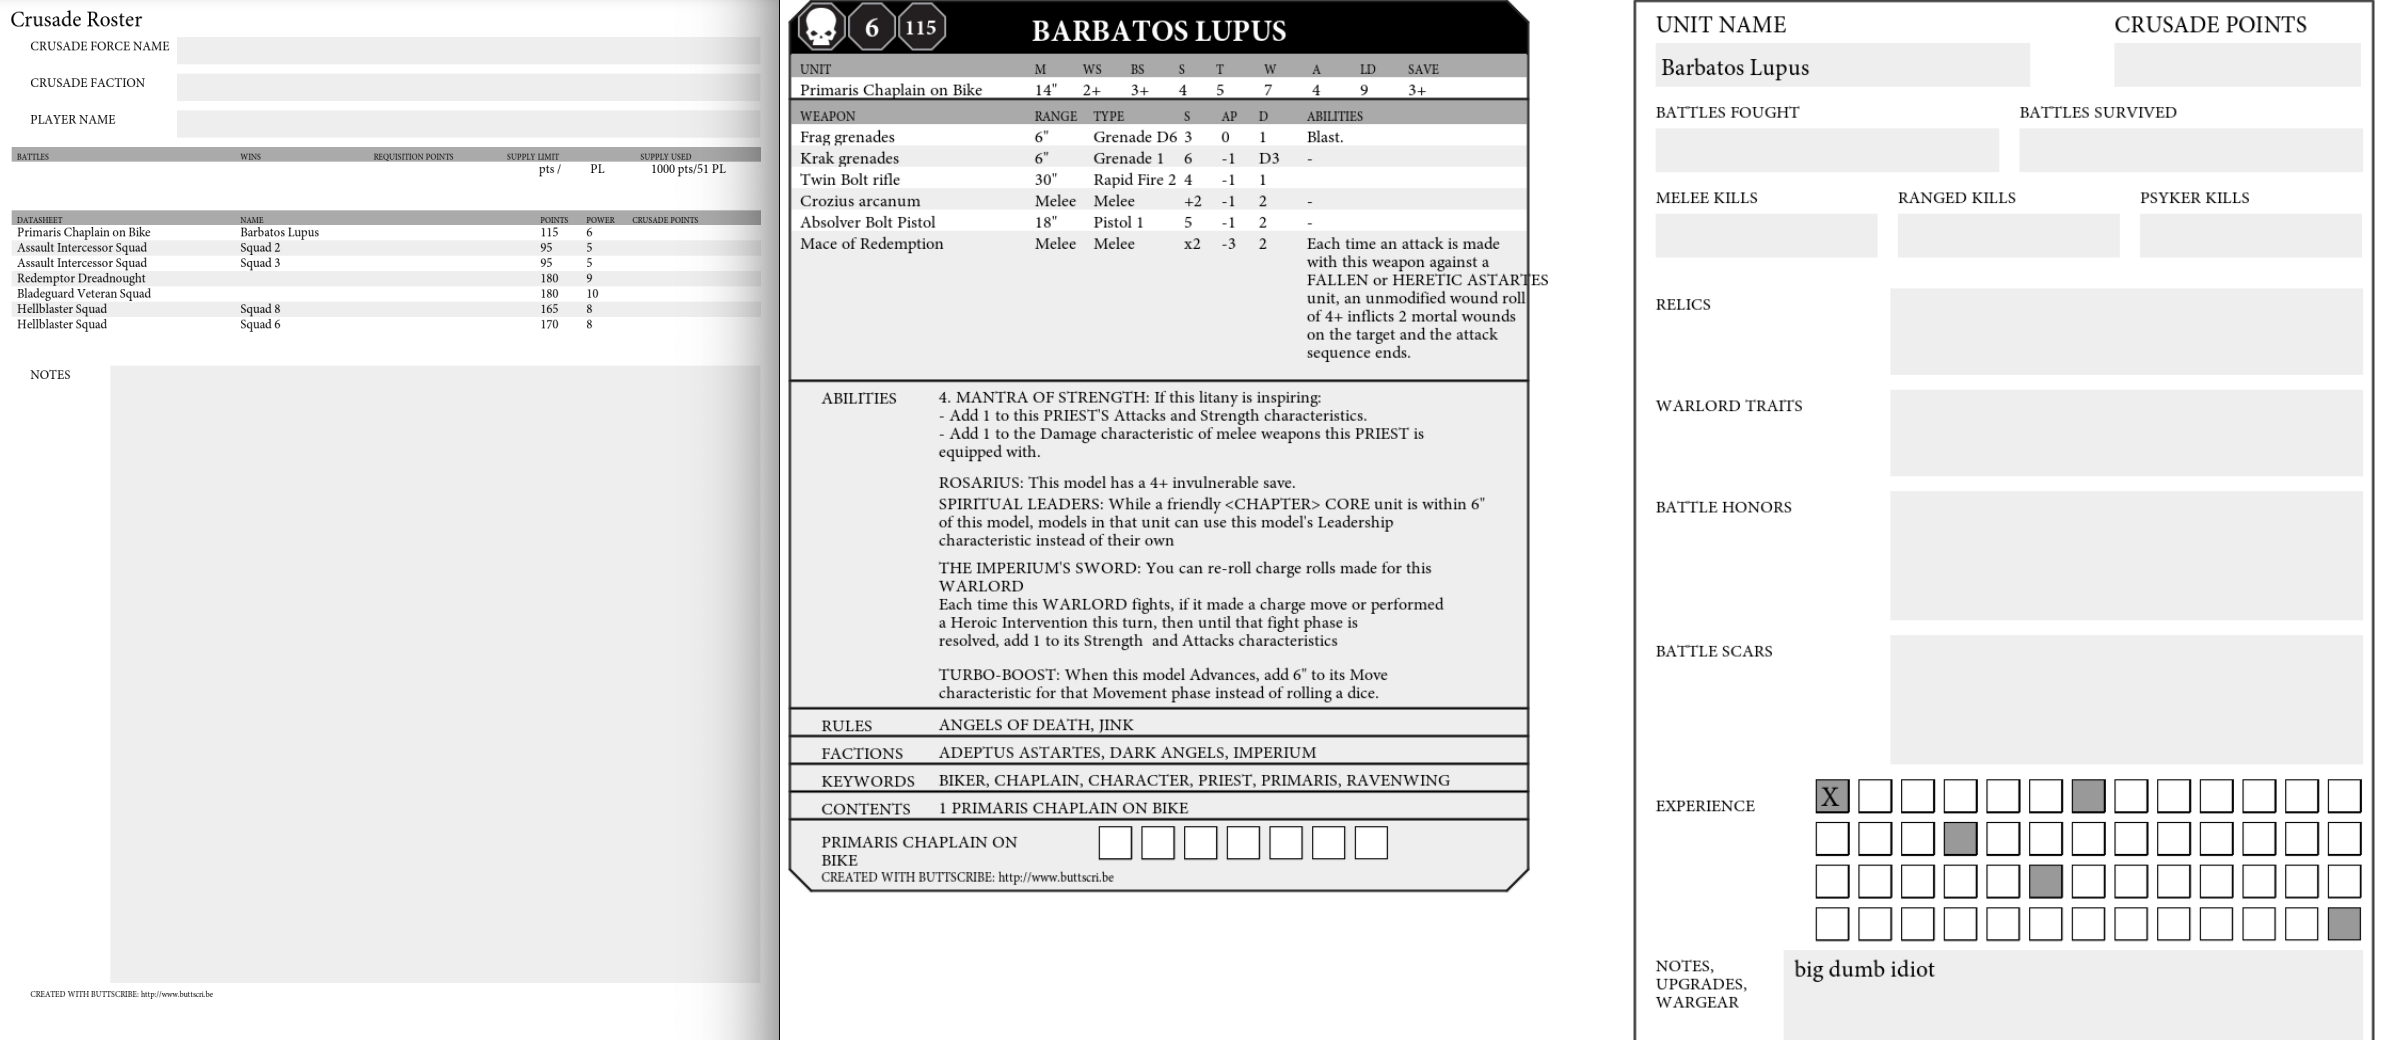 Crusade Roster
CRUSADE FORCE NAME
CRUSADE FACTION
PLAYER NAME
BATTLES WINS REQUISITION POINTS SUPPLY LIMIT SUPPLY USED
pts / PL 1000 pts/51 PL
DATASHEET NAME POINTS POWER CRUSADE POINTS
Primaris Chaplain on Bike Barbatos Lupus 115 6
Assault Intercessor Squad Squad 2 95 5
Assault Intercessor Squad Squad 3 95 5
Redemptor Dreadnought 180 9
Bladeguard Veteran Squad 180 10
Hellblaster Squad Squad 8 165 8
Hellblaster Squad Squad 6 170 8
NOTES
CREATED WITH BUTTSCRIBE: http://www.buttscri.be
6 115 BARBATOS LUPUS
UNIT M WS BS S T W A LD SAVE
Primaris Chaplain on Bike 14" 2+ 3+ 4 5 7 4 9 3+
WEAPON RANGE TYPE S AP D ABILITIES
Frag grenades 6" Grenade D6 3 0 1 Blast.
Krak grenades 6" Grenade 1 6 -1 D3 -
Twin Bolt rifle 30" Rapid Fire 2 4 -1 1
Crozius arcanum Melee Melee +2 -1 2 -
Absolver Bolt Pistol 18" Pistol 1 5 -1 2 -
Mace of Redemption Melee Melee x2 -3 2 Each time an attack is made
with this weapon against a
FALLEN or HERETIC ASTARTES
unit, an unmodified wound roll
of 4+ inflicts 2 mortal wounds
on the target and the attack
sequence ends.
ABILITIES 4. MANTRA OF STRENGTH: If this litany is inspiring:
- Add 1 to this PRIEST'S Attacks and Strength characteristics.
- Add 1 to the Damage characteristic of melee weapons this PRIEST is
equipped with.
ROSARIUS: This model has a 4+ invulnerable save.
SPIRITUAL LEADERS: While a friendly <CHAPTER> CORE unit is within 6"
of this model, models in that unit can use this model's Leadership
characteristic instead of their own
THE IMPERIUM'S SWORD: You can re-roll charge rolls made for this
WARLORD
Each time this WARLORD fights, if it made a charge move or performed
a Heroic Intervention this turn, then until that fight phase is
resolved, add 1 to its Strength and Attacks characteristics
TURBO-BOOST: When this model Advances, add 6" to its Move
characteristic for that Movement phase instead of rolling a dice.
RULES ANGELS OF DEATH, JINK
FACTIONS ADEPTUS ASTARTES, DARK ANGELS, IMPERIUM
KEYWORDS BIKER, CHAPLAIN, CHARACTER, PRIEST, PRIMARIS, RAVENWING
CONTENTS 1 PRIMARIS CHAPLAIN ON BIKE
PRIMARIS CHAPLAIN ON
BIKE
CREATED WITH BUTTSCRIBE: http://www.buttscri.be
UNIT NAME CRUSADE POINTS
Barbatos Lupus
BATTLES FOUGHT BATTLES SURVIVED
MELEE KILLS RANGED KILLS PSYKER KILLS
RELICS
WARLORD TRAITS
BATTLE HONORS
BATTLE SCARS
EXPERIENCE X
NOTES, big dumb idiot
UPGRADES,
WARGEAR